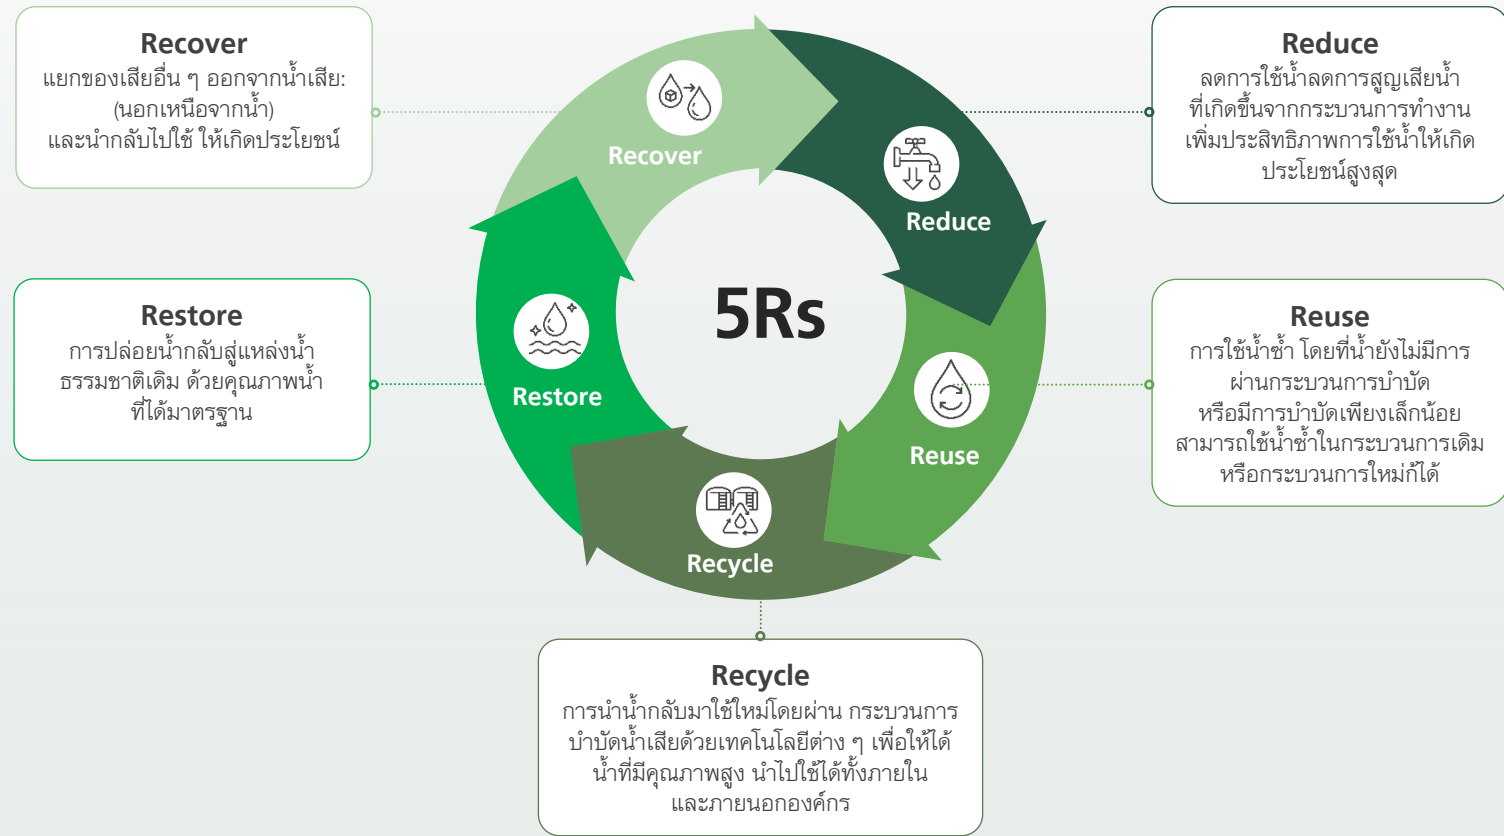 Recover
แยกของเสียอื่น ๆ ออกจากน้ำเสีย:
(นอกเหนือจากน้ำ)
และนำกลับไปใช้ ให้เกิดประโยชน์
Reduce
ลดการใช้น้ำลดการสูญเสียน้ำ
ที่เกิดขึ้นจากกระบวนการทำงาน
เพิ่มประสิทธิภาพการใช้น้ำให้เกิด
ประโยชน์สูงสุด
Recover
Reduce
5Rs
Restore
Reuse
Recycle
Restore
การปล่อยน้ำกลับสู่แหล่งน้ำ
ธรรมชาติเดิม ด้วยคุณภาพน้ำ
ที่ได้มาตรฐาน
Reuse
การใช้น้ำซ้ำ โดยที่น้ำยังไม่มีการ
ผ่านกระบวนการบำบัด
หรือมีการบำบัดเพียงเล็กน้อย
สามารถใช้น้ำซ้ำในกระบวนการเดิม
หรือกระบวนการใหม่ก็ได้
Recycle
การนำน้ำกลับมาใช้ใหม่โดยผ่าน กระบวนการ
บำบัดน้ำเสียด้วยเทคโนโลยีต่าง ๆ เพื่อให้ได้
น้ำที่มีคุณภาพสูง นำไปใช้ได้ทั้งภายใน
และภายนอกองค์กร